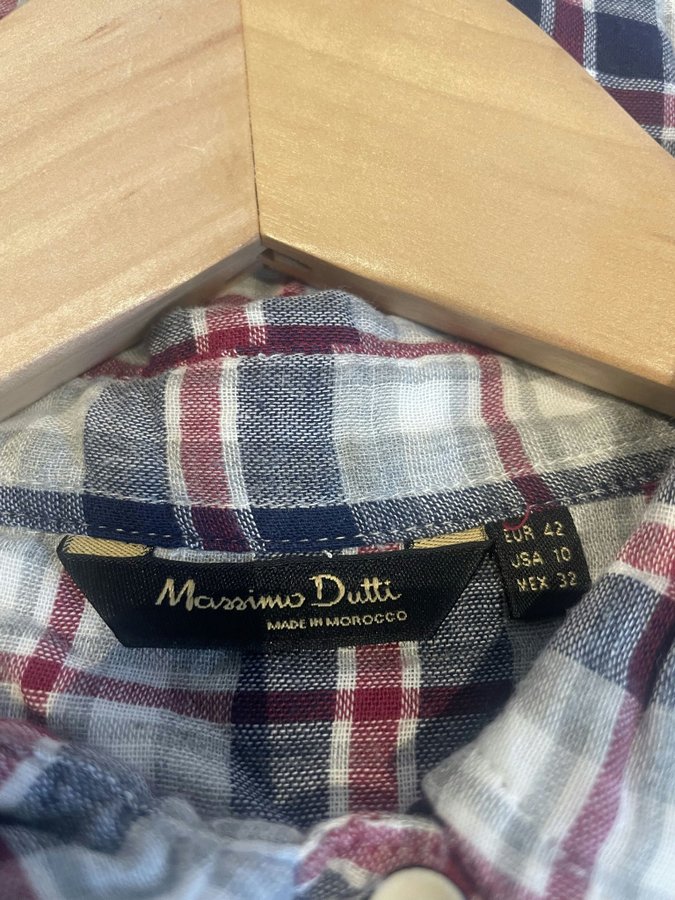 Massimo Dutti
MADE IN MOROCCO
EUR 42
USA 10
MEX 32